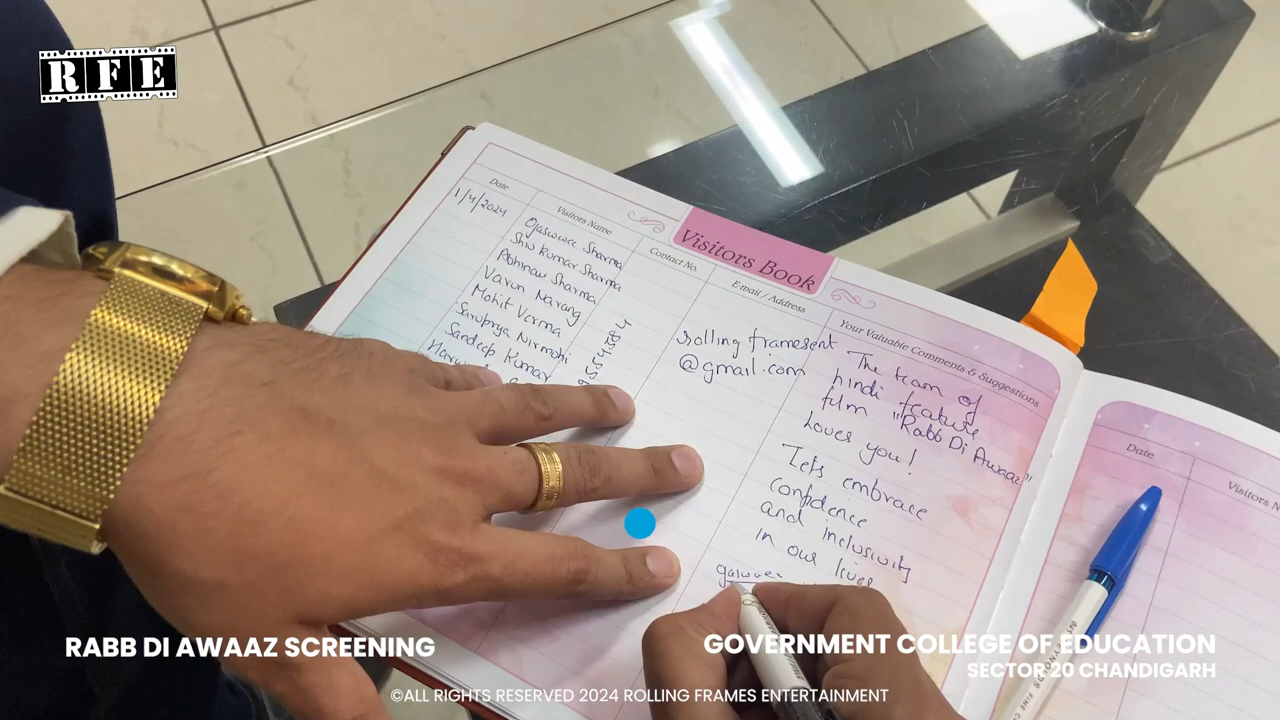 RFE
Visitors Book
Date
Visitors Name
Contact No.
E-mail / Address
Your Valuable Comments & Suggestions
1/4/2024
Ojaswwee Sharma
Shiv Kumar Sharma
Abhinav Sharma
Varun Narang
Mohit Verma
Sarvpriya Nirmohi
Sandeep Kumar
rolling framesent
@gmail.com
The team of
hindi feature
film "Rabb Di Awaaz"
Loves you!
Lets embrace
confidence
and inclusivity
in our lives
Date
Visitors
RABB DI AWAAZ SCREENING
GOVERNMENT COLLEGE OF EDUCATION
SECTOR 20 CHANDIGARH
©ALL RIGHTS RESERVED 2024 ROLLING FRAMES ENTERTAINMENT